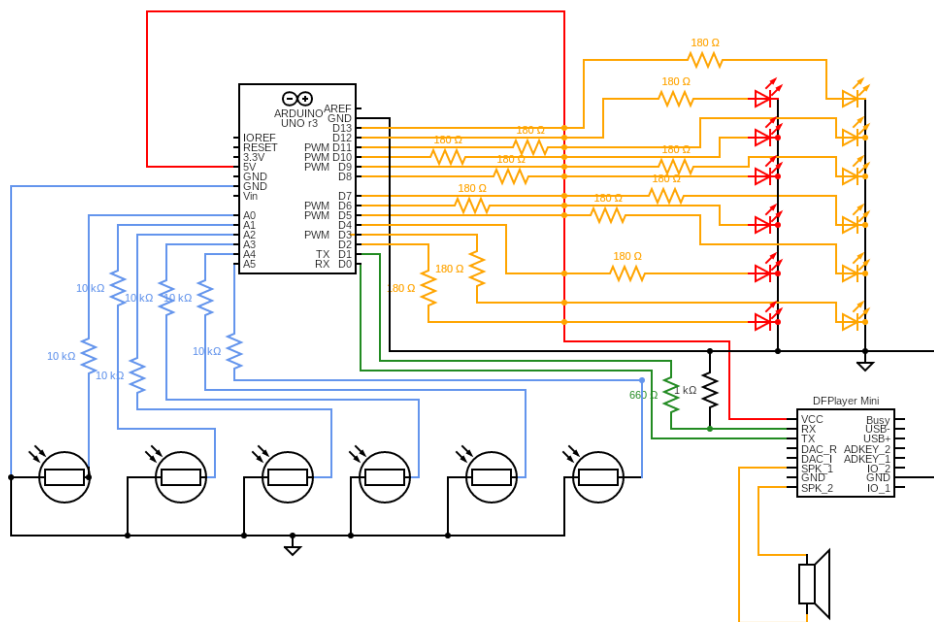 180 Ω
180 Ω
ARDUINO
UNO r3
AREF
GND
D13
D12
PWM D11
PWM D10
PWM D9
D8
D7
PWM D6
PWM D5
D4
PWM D3
D2
TX D1
RX D0
IOREF
RESET
3.3V
5V
GND
GND
Vin
A0
A1
A2
A3
A4
A5
180 Ω
180 Ω
180 Ω
180 Ω
180 Ω
180 Ω
180 Ω
180 Ω
180 Ω
180 Ω
10 kΩ
10 kΩ
10 kΩ
10 kΩ
10 kΩ
10 kΩ
660 Ω
1 kΩ
DFPlayer Mini
VCC
RX
TX
DAC_R
DAC_I
SPK_1
GND
SPK_2
Busy
USB-
USB+
ADKEY_2
ADKEY_1
IO_2
GND
IO_1